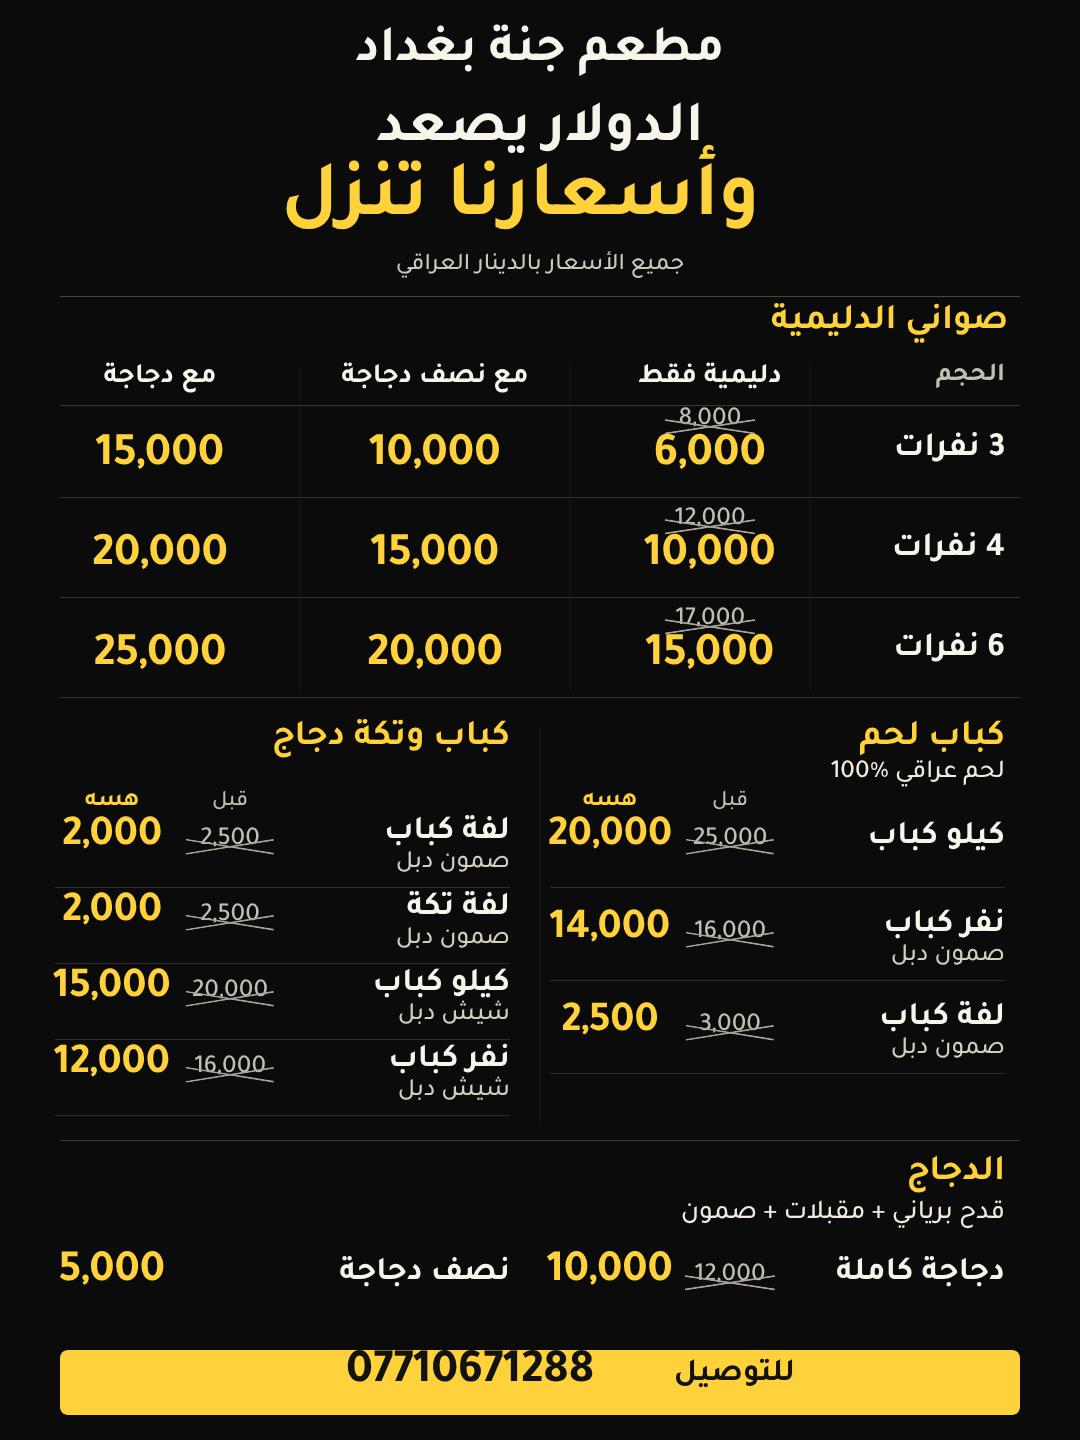 مطعم جنة بغداد
الدولار يصعد
وأسعارنا تنزل
جميع الأسعار بالدينار العراقي
صواني الدليمية
الحجم دليمية فقط مع نصف دجاجة مع دجاجة
8,000
3 نفرات 6,000 10,000 15,000
12,000
4 نفرات 10,000 15,000 20,000
17,000
6 نفرات 15,000 20,000 25,000
كباب لحم
لحم عراقي 100%
قبل هسه
كيلو كباب 25,000 20,000
نفر كباب 16,000 14,000
صمون دبل
لفة كباب 3,000 2,500
صمون دبل
كباب وتكة دجاج
قبل هسه
لفة كباب 2,500 2,000
صمون دبل
لفة تكة 2,500 2,000
صمون دبل
كيلو كباب 20,000 15,000
شيش دبل
نفر كباب 16,000 12,000
شيش دبل
الدجاج
قدح برياني + مقبلات + صمون
دجاجة كاملة 12,000 10,000 نصف دجاجة 5,000
للتوصيل 07710671288